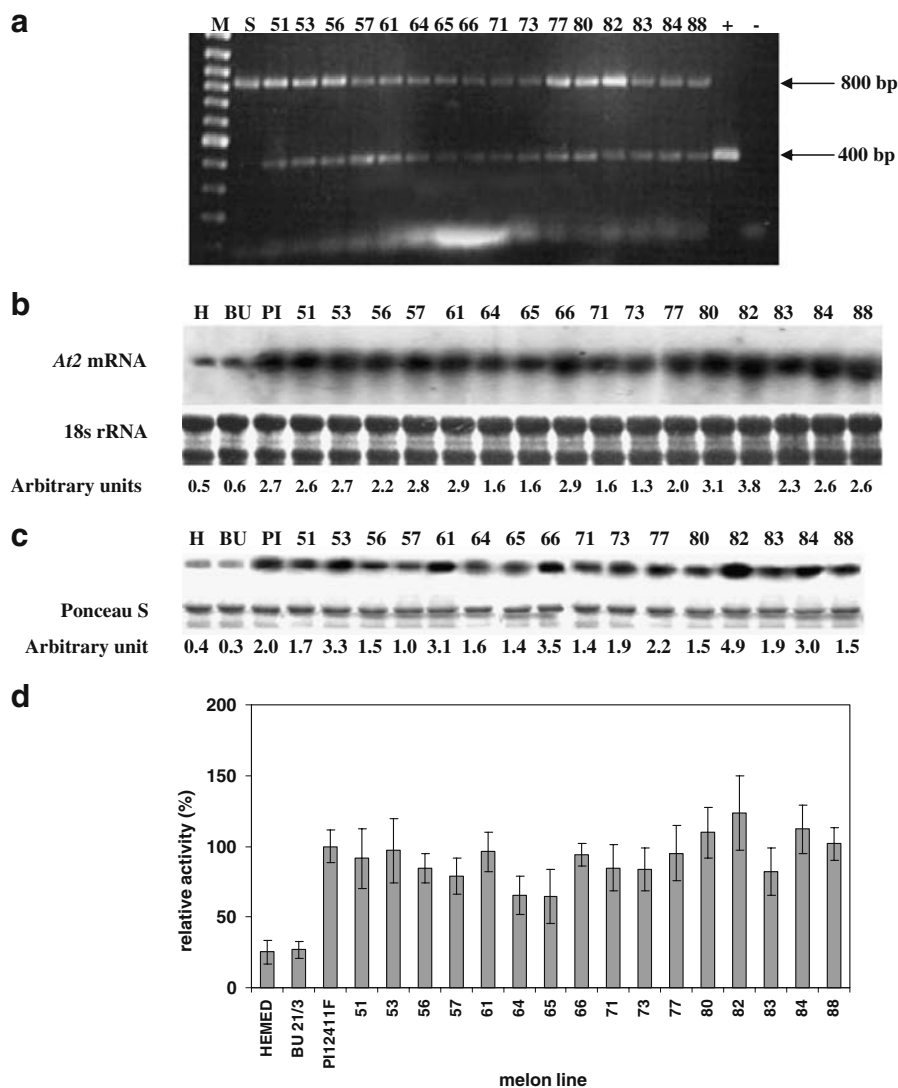 a
M S 51 53 56 57 61 64 65 66 71 73 77 80 82 83 84 88 + -
800 bp
400 bp
b
H BU PI 51 53 56 57 61 64 65 66 71 73 77 80 82 83 84 88
At2 mRNA
18s rRNA
Arbitrary units 0.5 0.6 2.7 2.6 2.7 2.2 2.8 2.9 1.6 1.6 2.9 1.6 1.3 2.0 3.1 3.8 2.3 2.6 2.6
c
H BU PI 51 53 56 57 61 64 65 66 71 73 77 80 82 83 84 88
Ponceau S
Arbitrary unit 0.4 0.3 2.0 1.7 3.3 1.5 1.0 3.1 1.6 1.4 3.5 1.4 1.9 2.2 1.5 4.9 1.9 3.0 1.5
d
relative activity (%)
200
150
100
50
0
HEMED BU 21/3 PI12411F 51 53 56 57 61 64 65 66 71 73 77 80 82 83 84 88
melon line